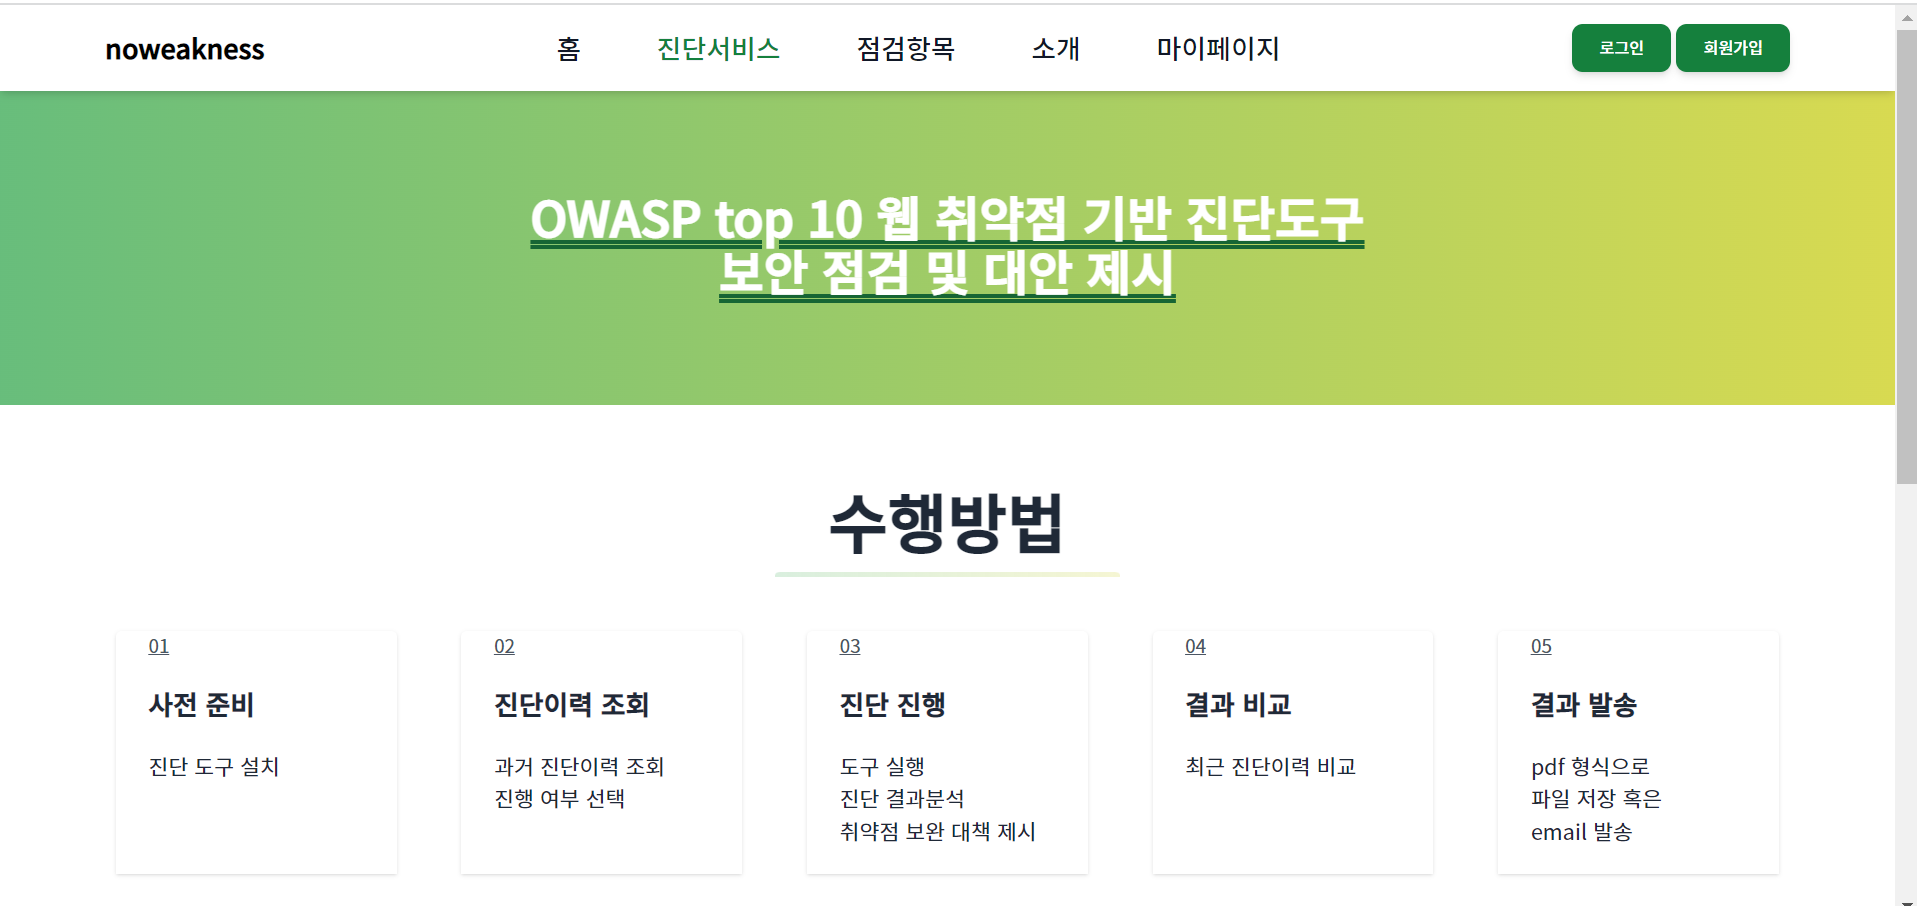 noweakness
홈
진단서비스
점검항목
소개
마이페이지
로그인
회원가입
OWASP top 10 웹 취약점 기반 진단도구
보안 점검 및 대안 제시
수행방법
01
사전 준비
진단 도구 설치
02
진단이력 조회
과거 진단이력 조회
진행 여부 선택
03
진단 진행
도구 실행
진단 결과분석
취약점 보완 대책 제시
04
결과 비교
최근 진단이력 비교
05
결과 발송
pdf 형식으로
파일 저장 혹은
email 발송